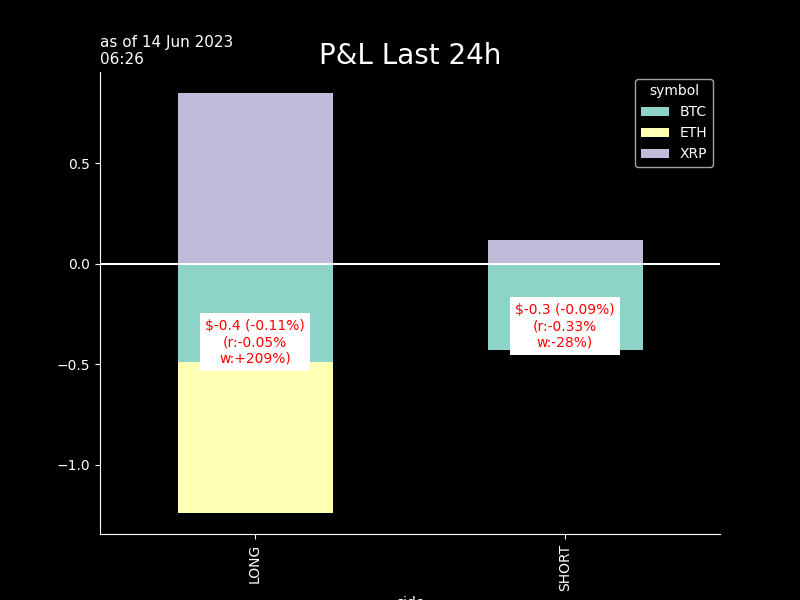 as of 14 Jun 2023
06:26
P&L Last 24h
symbol
BTC
ETH
XRP
0.5
0.0
−0.5
−1.0
$-0.4 (-0.11%)
(r:-0.05%
w:+209%)
$-0.3 (-0.09%)
(r:-0.33%
w:-28%)
LONG
SHORT
side